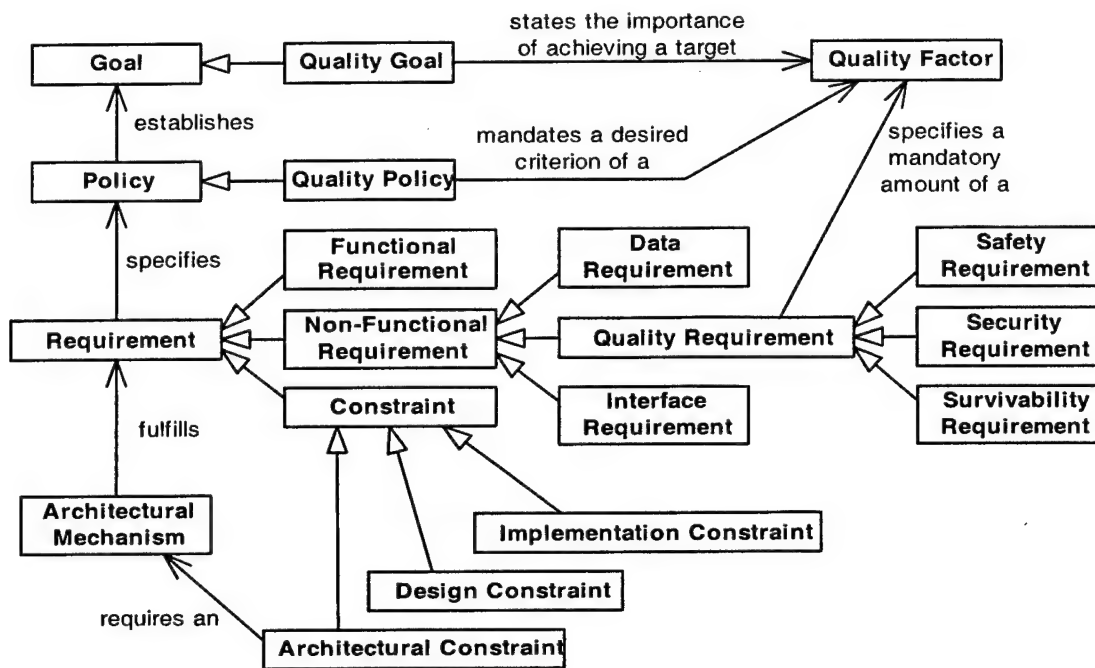 states the importance
of achieving a target
Goal
Quality Goal
Quality Factor
establishes
mandates a desired
criterion of a
specifies a
mandatory
amount of a
Policy
Quality Policy
specifies
Functional
Requirement
Data
Requirement
Safety
Requirement
Requirement
Non-Functional
Requirement
Quality Requirement
Security
Requirement
Constraint
Interface
Requirement
Survivability
Requirement
fulfills
Architectural
Mechanism
Implementation Constraint
Design Constraint
requires an
Architectural Constraint